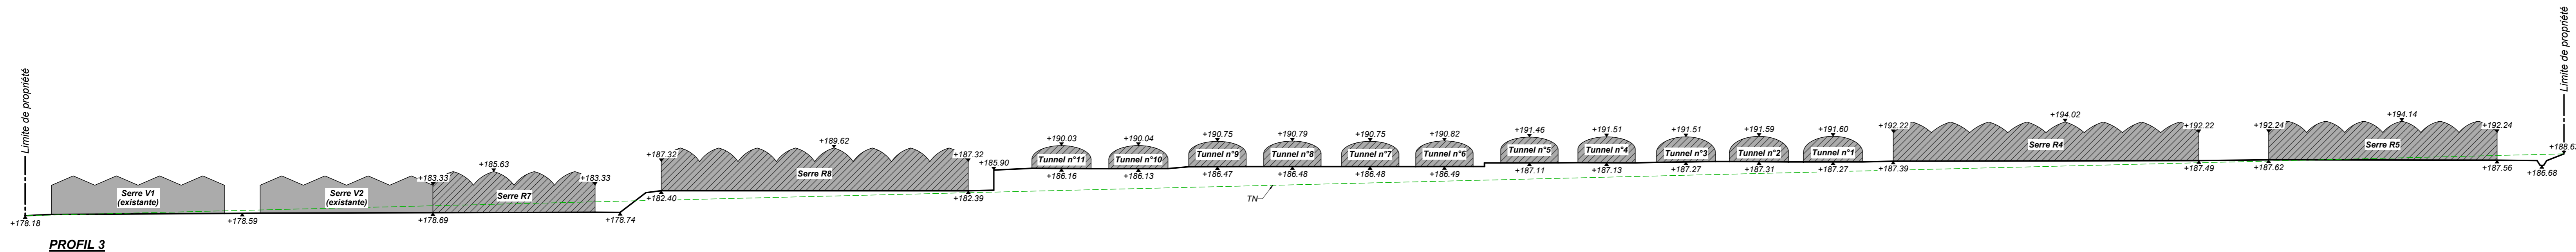 Limite de propriété
+178.18
Serre V1
(existante)
+178.59
Serre V2
(existante)
+183.33
+178.69
+185.63
Serre R7
+183.33
+178.74
+187.32
+182.40
+189.62
Serre R8
+187.32
+182.39
+185.90
+190.03
Tunnel n°11
+186.16
+190.04
Tunnel n°10
+186.13
+190.75
Tunnel n°9
+186.47
+190.79
Tunnel n°8
+186.48
TN
+190.75
Tunnel n°7
+186.48
+190.82
Tunnel n°6
+186.49
+191.46
Tunnel n°5
+187.11
+191.51
Tunnel n°4
+187.13
+191.51
Tunnel n°3
+187.27
+191.59
Tunnel n°2
+187.31
+191.60
Tunnel n°1
+187.27
+192.22
+187.39
+194.02
Serre R4
+192.22
+187.49
+192.24
+187.62
+194.14
Serre R5
+192.24
+187.56
+186.68
Limite de propriété
PROFIL 3